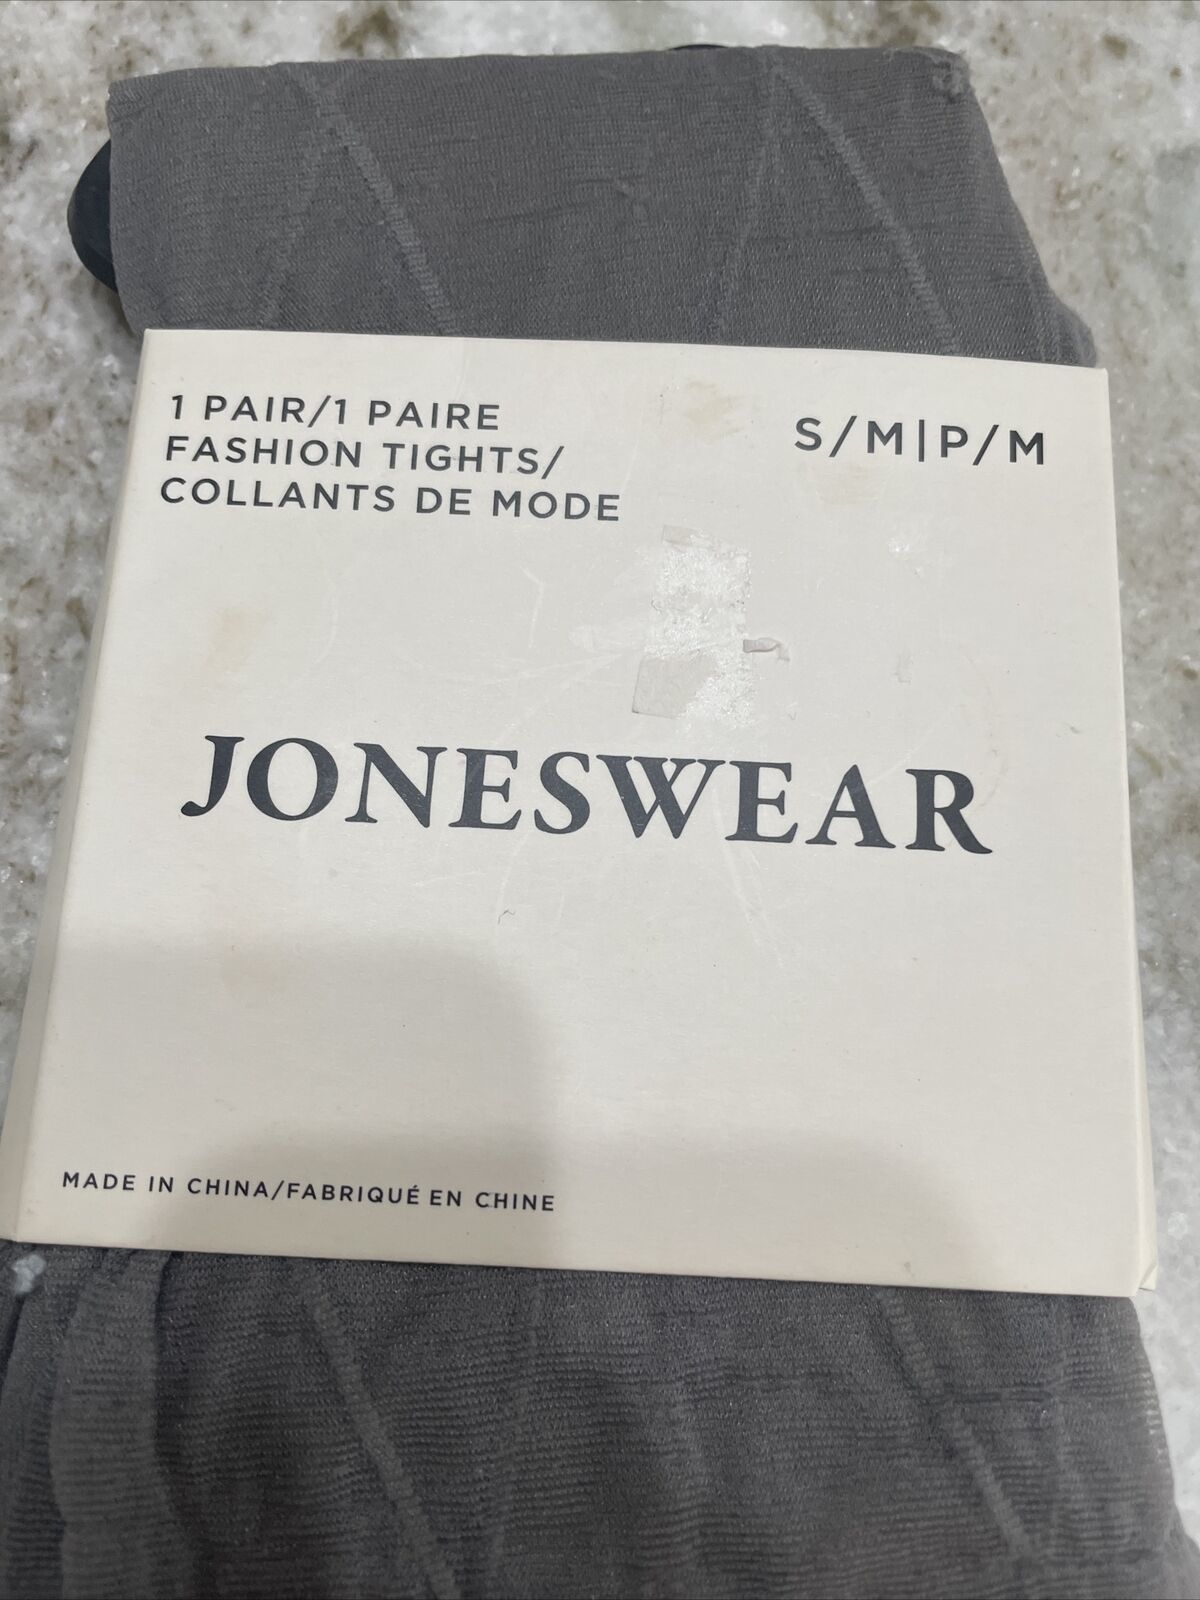 1 PAIR/1 PAIRE
FASHION TIGHTS/
COLLANTS DE MODE
S/M|P/M
JONESWEAR
MADE IN CHINA/FABRIQUÉ EN CHINE